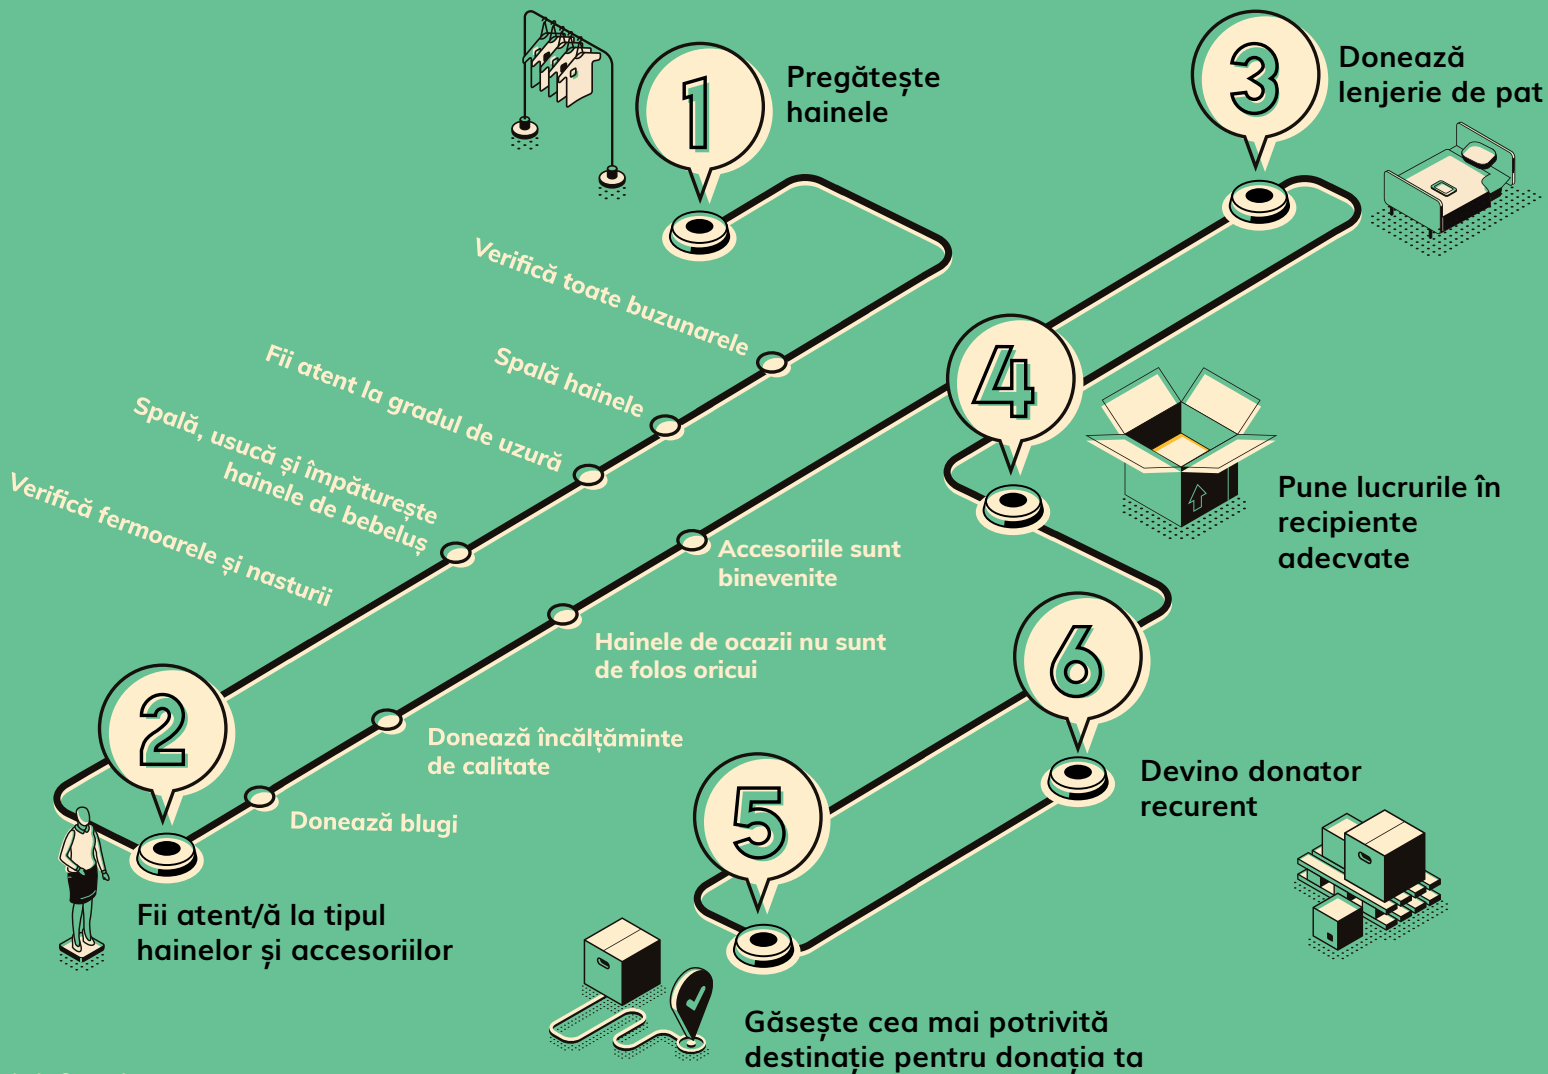 1
Pregătește
hainele
Verifică toate buzunarele
Spală hainele
Fii atent la gradul de uzură
Spală, usucă și împăturește
hainele de bebeluș
Verifică fermoarele și nasturii
2
Fii atent/ă la tipul
hainelor și accesoriilor
Donează blugi
Donează încălțăminte
de calitate
Hainele de ocazii nu sunt
de folos oricui
Accesoriile sunt
binevenite
3
Donează
lenjerie de pat
4
Pune lucrurile în
recipiente
adecvate
5
Găsește cea mai potrivită
destinație pentru donația ta
6
Devino donator
recurent